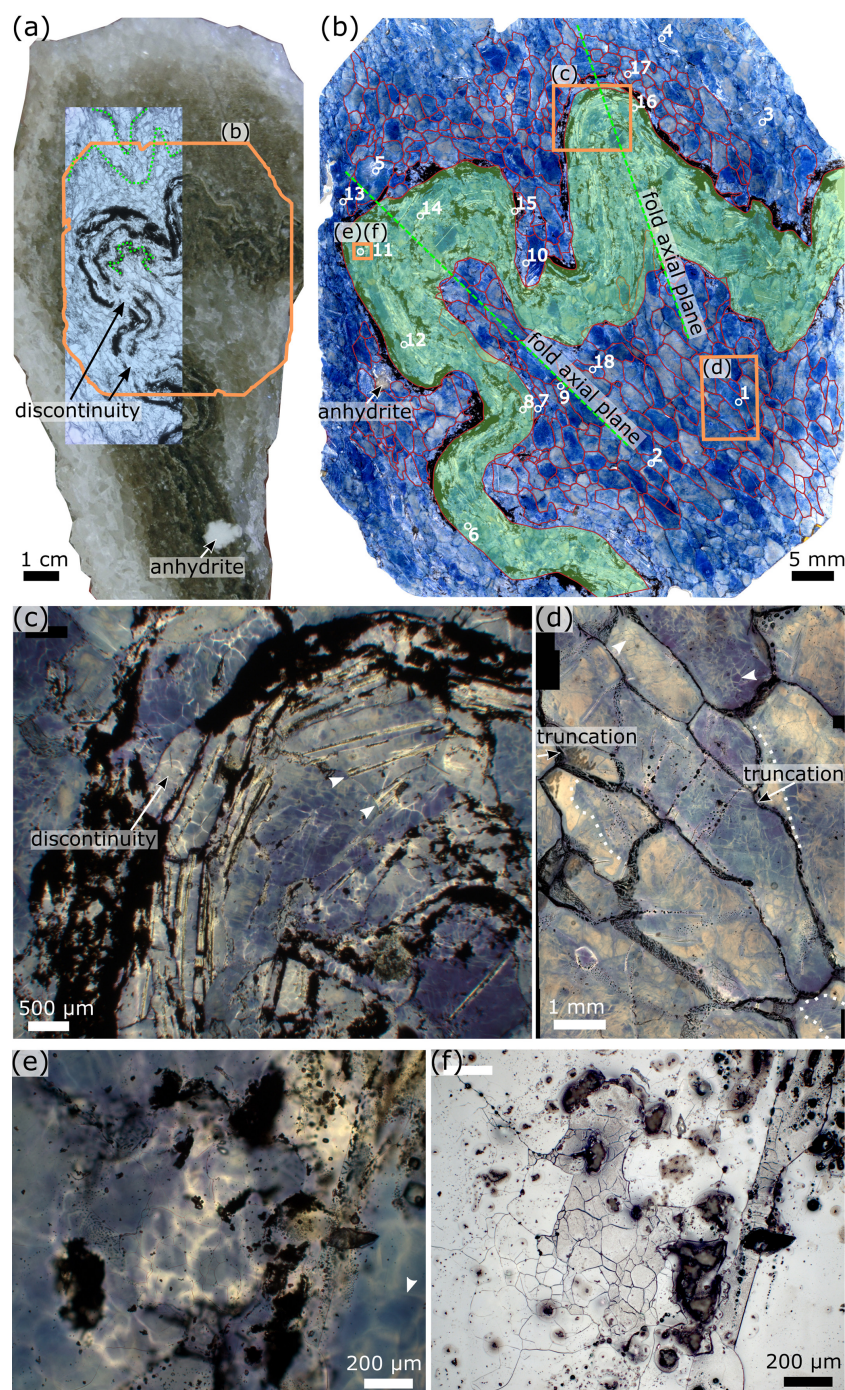 (a)
(b)
discontinuity
anhydrite
1 cm
(b)
4
17
(c)
3
16
5
13
15
14
(e)(f)
11
10
fold axial plane
12
18
(d)
1
anhydrite
9
8
7
fold axial plane
2
6
5 mm
(c)
discontinuity
500 µm
(d)
truncation
truncation
1 mm
(e)
200 µm
(f)
200 µm